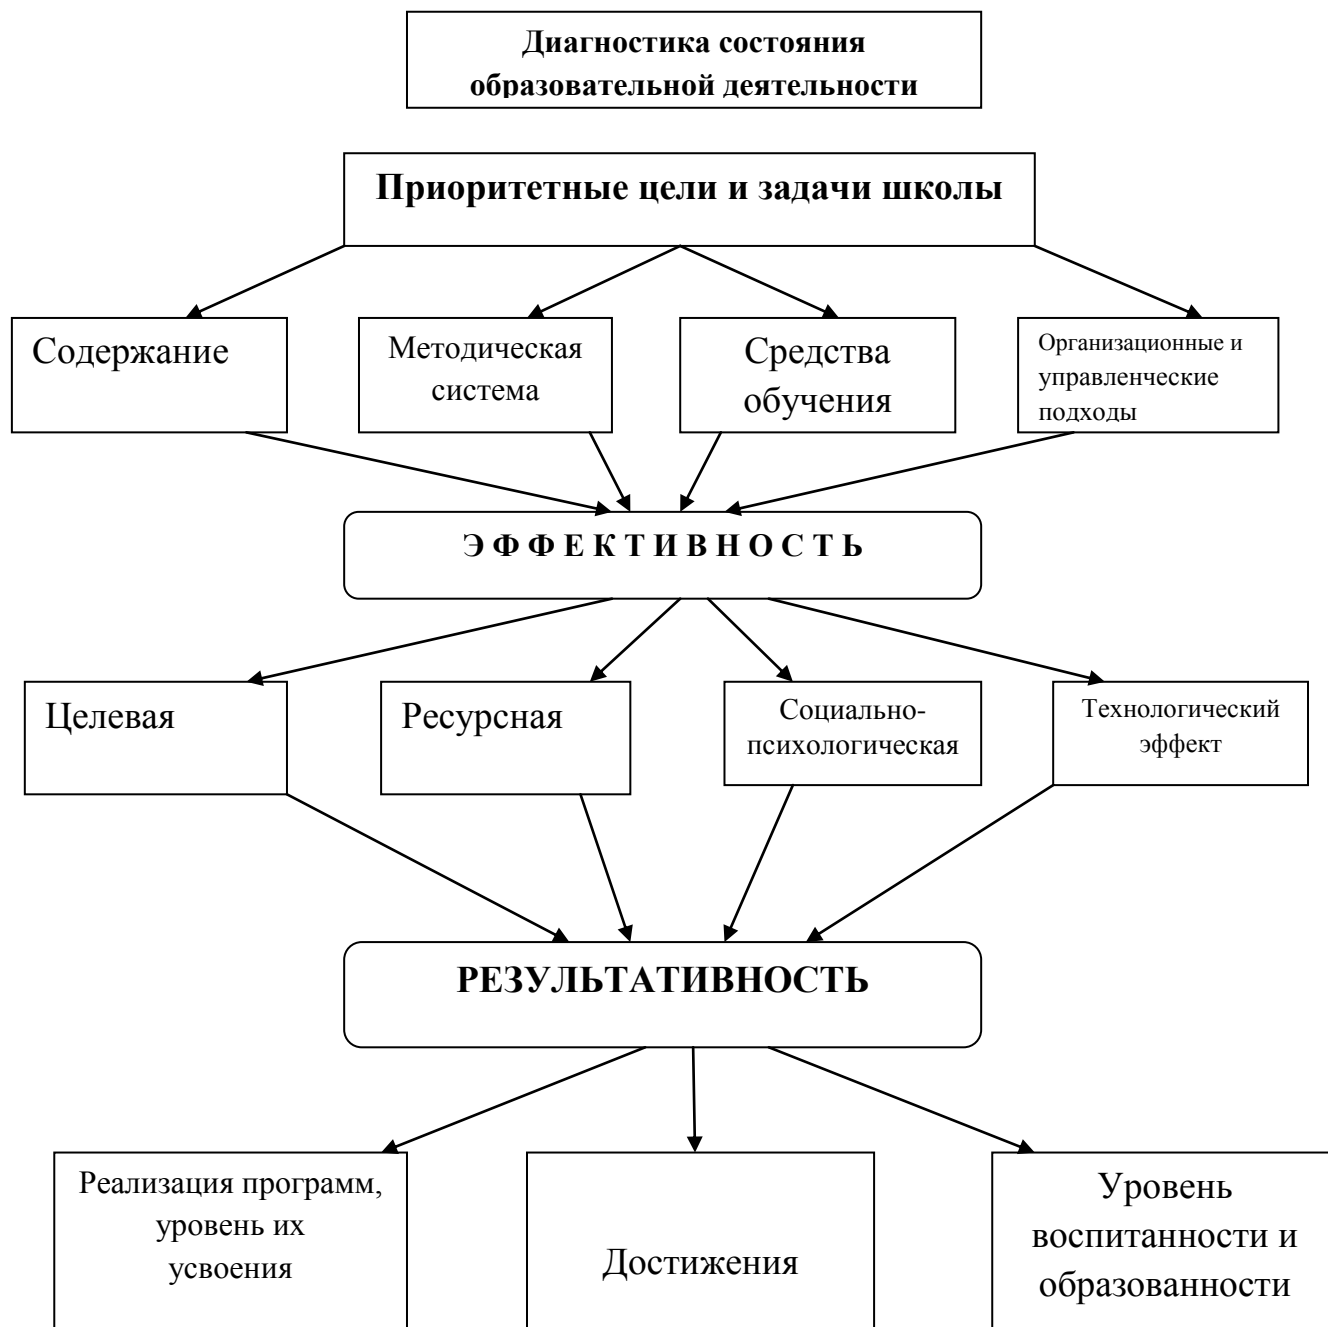 Диагностика состояния
образовательной деятельности
Приоритетные цели и задачи школы
Содержание
Методическая
система
Средства
обучения
Организационные и
управленческие
подходы
Э Ф Ф Е К Т И В Н О С Т Ь
Целевая
Ресурсная
Социально-
психологическая
Технологический
эффект
РЕЗУЛЬТАТИВНОСТЬ
Реализация программ,
уровень их
усвоения
Достижения
Уровень
воспитанности и
образованности